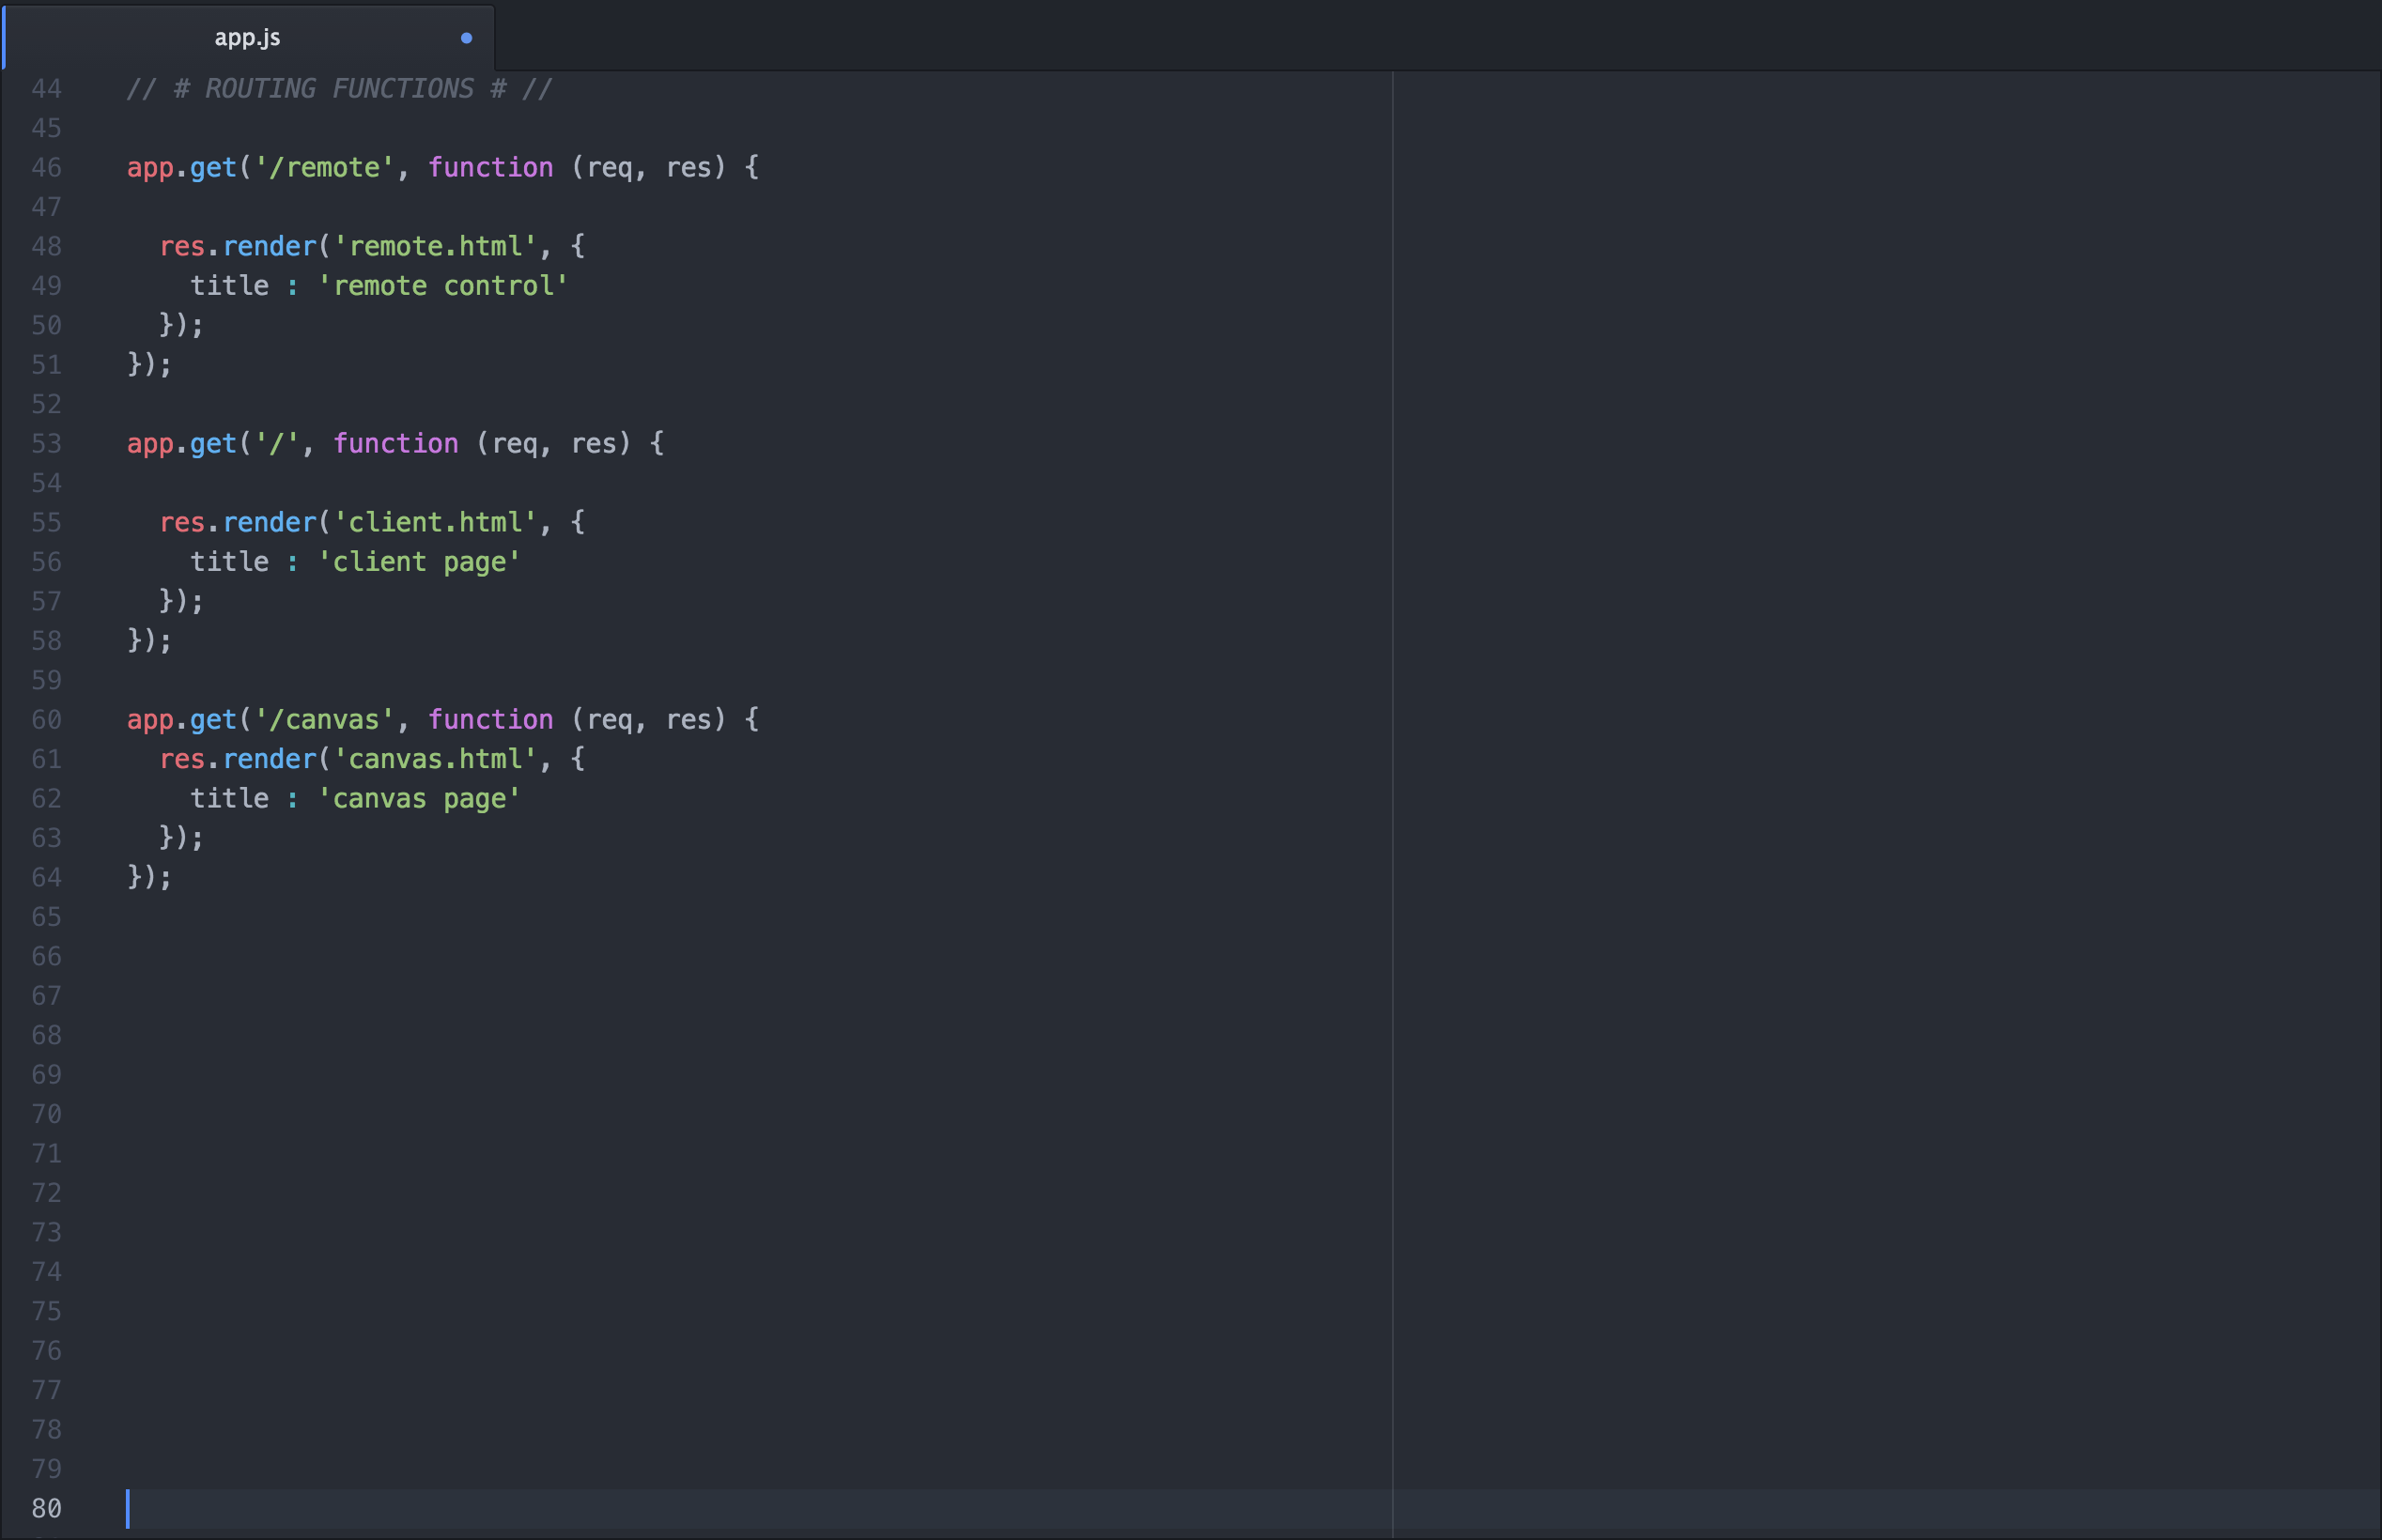 app.js
44 // # ROUTING FUNCTIONS # //
45
46 app.get('/remote', function (req, res) {
47
48   res.render('remote.html', {
49     title : 'remote control'
50   });
51 });
52
53 app.get('/', function (req, res) {
54
55   res.render('client.html', {
56     title : 'client page'
57   });
58 });
59
60 app.get('/canvas', function (req, res) {
61   res.render('canvas.html', {
62     title : 'canvas page'
63   });
64 });
65
66
67
68
69
70
71
72
73
74
75
76
77
78
79
80